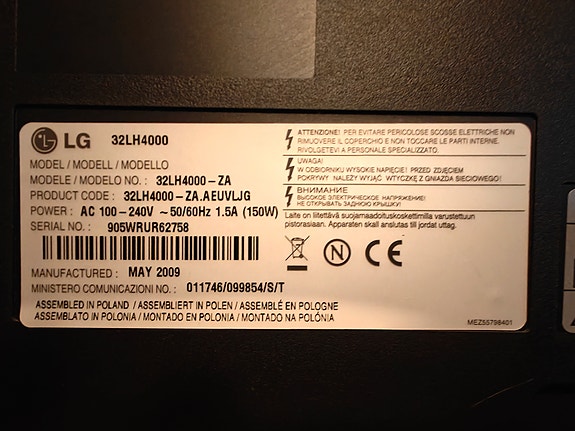 LG 32LH4000
MODEL / MODELL / MODELLO
MODELE / MODELO NO. : 32LH4000-ZA
PRODUCT CODE : 32LH4000-ZA.AEUVLJG
POWER : AC 100-240V ~50/60Hz 1.5A (150W)
SERIAL NO. : 905WRUR62758
MANUFACTURED : MAY 2009
MINISTERO COMUNICAZIONI NO. : 011746/099854/S/T
ASSEMBLED IN POLAND / ASSEMBLIERT IN POLEN / ASSEMBLÉ EN POLOGNE
ASSEMBLATO IN POLONIA / MONTADO EN POLONIA / MONTADO NA POLÓNIA
ATTENZIONE! PER EVITARE PERICOLOSE SCOSSE ELETTRICHE NON
RIMUOVERE IL COPERCHIO E NON TOCCARE LE PARTI INTERNE.
RIVOLGETEVI A PERSONALE SPECIALIZZATO.
UWAGA!
W ODBIORNIKU WYSOKIE NAPIĘCIE! PRZED ZDJĘCIEM
POKRYWY NALEŻY WYJĄĆ WTYCZKĘ Z GNIAZDA SIECIOWEGO!
ВНИМАНИЕ
ВЫСОКОЕ ЭЛЕКТРИЧЕСКОЕ НАПРЯЖЕНИЕ!
НЕ ОТКРЫВАТЬ ЗАДНЮЮ КРЫШКУ!
Laite on liitettävä suojamaadoituskoskettimilla varustettuun
pistorasiaan. Apparaten skall anslutas till jordat uttag.
N CE
MEZ55798401